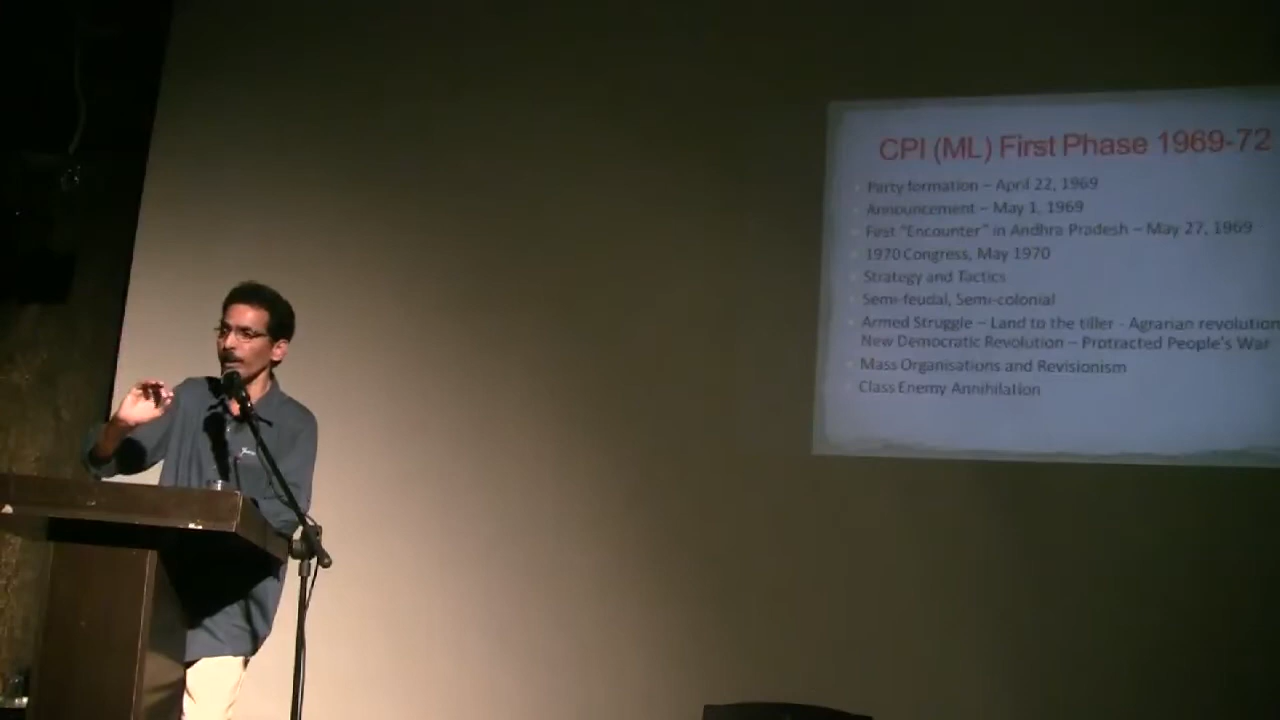 CPI (ML) First Phase 1969-72
Party formation – April 22, 1969
Announcement – May 1, 1969
First "Encounter" in Andhra Pradesh – May 27, 1969
1970 Congress, May 1970
Strategy and Tactics
Semi-feudal, Semi-colonial
Armed Struggle – Land to the tiller - Agrarian revolution
New Democratic Revolution – Protracted People's War
Mass Organisations and Revisionism
Class Enemy Annihilation